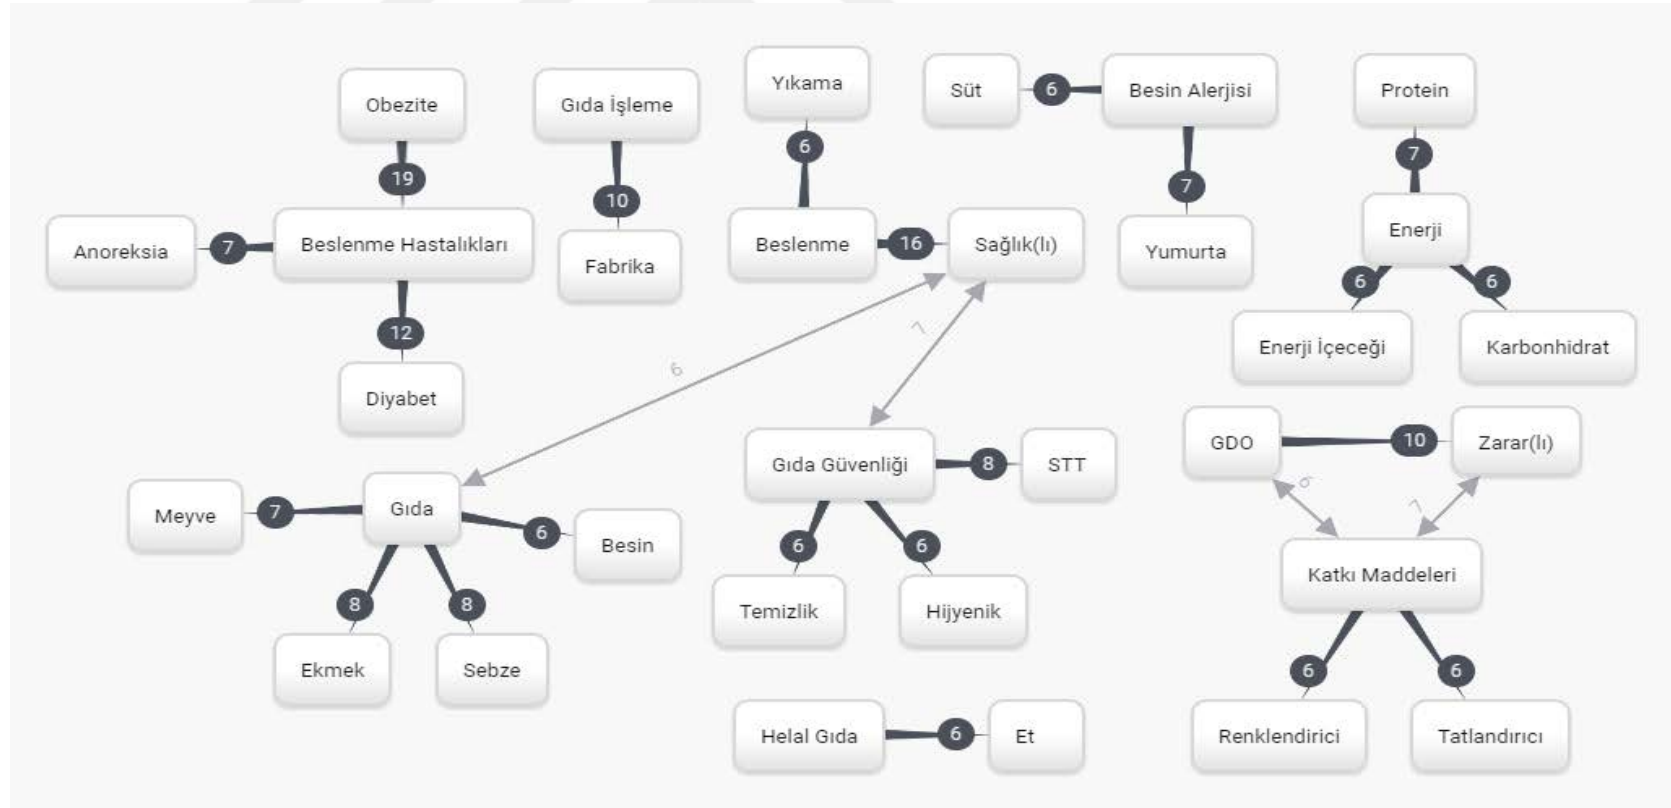 Obezite
19
Anoreksia
7
Beslenme Hastalıkları
12
Diyabet
Gıda İşleme
10
Fabrika
Yıkama
6
Beslenme
16
Sağlık(lı)
Süt
6
Besin Alerjisi
7
Yumurta
Protein
7
Enerji
6
6
Enerji İçeceği
Karbonhidrat
6
7
Meyve
7
Gıda
6
Besin
8
8
Ekmek
Sebze
Gıda Güvenliği
8
STT
6
6
Temizlik
Hijyenik
GDO
10
Zarar(lı)
6
7
Katkı Maddeleri
6
6
Renklendirici
Tatlandırıcı
Helal Gıda
6
Et